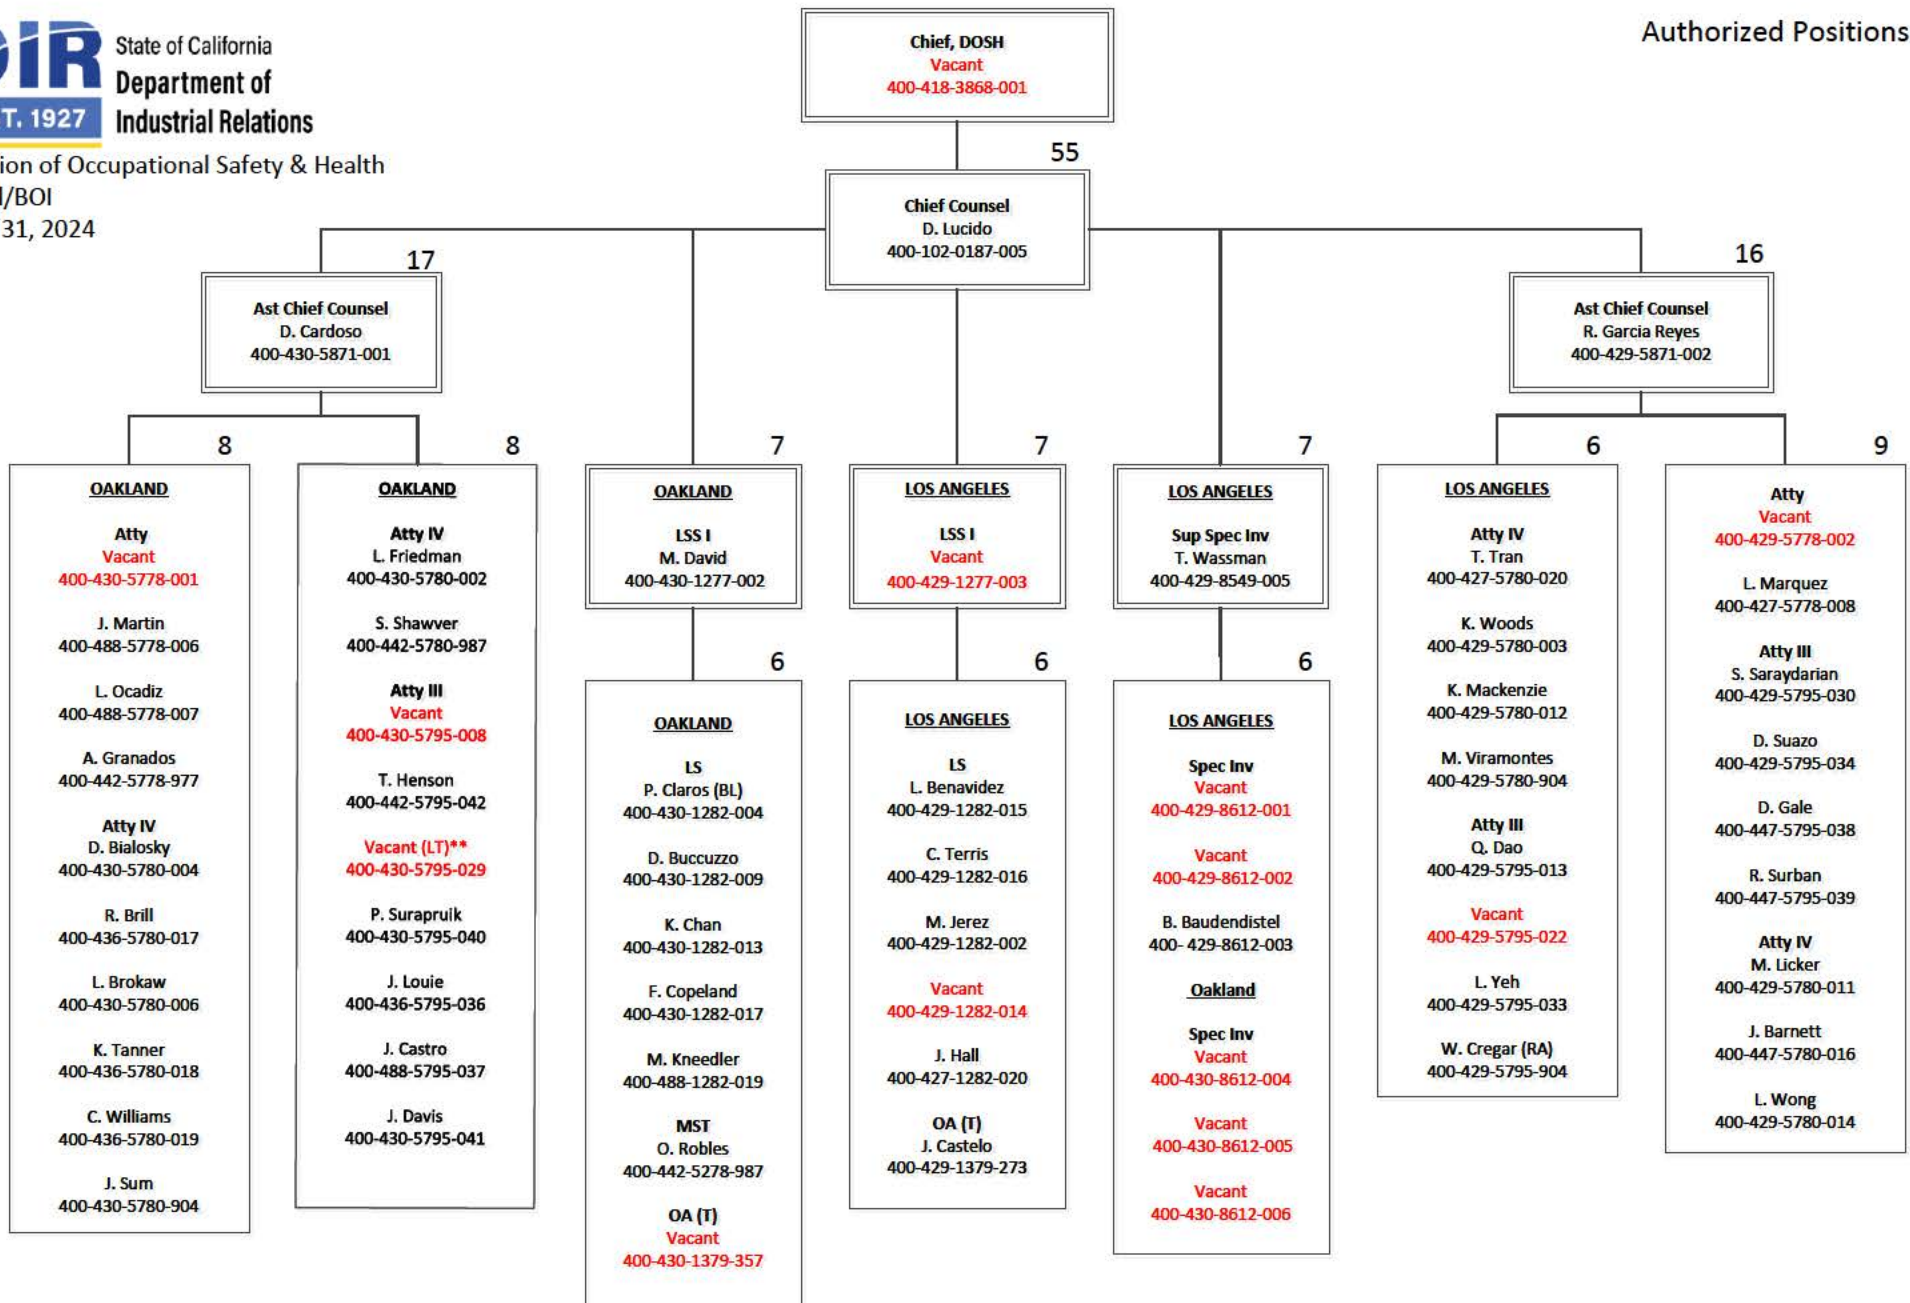 DIR
T. 1927
State of California
Department of
Industrial Relations
ion of Occupational Safety & Health
l/BOI
31, 2024
Authorized Positions
Chief, DOSH
Vacant
400-418-3868-001
55
Chief Counsel
D. Lucido
400-102-0187-005
17
Ast Chief Counsel
D. Cardoso
400-430-5871-001
16
Ast Chief Counsel
R. Garcia Reyes
400-429-5871-002
8
OAKLAND
Atty
Vacant
400-430-5778-001
J. Martin
400-488-5778-006
L. Ocadiz
400-488-5778-007
A. Granados
400-442-5778-977
Atty IV
D. Bialosky
400-430-5780-004
R. Brill
400-436-5780-017
L. Brokaw
400-430-5780-006
K. Tanner
400-436-5780-018
C. Williams
400-436-5780-019
J. Sum
400-430-5780-904
8
OAKLAND
Atty IV
L. Friedman
400-430-5780-002
S. Shawver
400-442-5780-987
Atty III
Vacant
400-430-5795-008
T. Henson
400-442-5795-042
Vacant (LT)**
400-430-5795-029
P. Surapruik
400-430-5795-040
J. Louie
400-436-5795-036
J. Castro
400-488-5795-037
J. Davis
400-430-5795-041
7
OAKLAND
LSS I
M. David
400-430-1277-002
6
OAKLAND
LS
P. Claros (BL)
400-430-1282-004
D. Buccuzzo
400-430-1282-009
K. Chan
400-430-1282-013
F. Copeland
400-430-1282-017
M. Kneedler
400-488-1282-019
MST
O. Robles
400-442-5278-987
OA (T)
Vacant
400-430-1379-357
7
LOS ANGELES
LSS I
Vacant
400-429-1277-003
6
LOS ANGELES
LS
L. Benavidez
400-429-1282-015
C. Terris
400-429-1282-016
M. Jerez
400-429-1282-002
Vacant
400-429-1282-014
J. Hall
400-427-1282-020
OA (T)
J. Castelo
400-429-1379-273
7
LOS ANGELES
Sup Spec Inv
T. Wassman
400-429-8549-005
6
LOS ANGELES
Spec Inv
Vacant
400-429-8612-001
Vacant
400-429-8612-002
B. Baudendistel
400- 429-8612-003
Oakland
Spec Inv
Vacant
400-430-8612-004
Vacant
400-430-8612-005
Vacant
400-430-8612-006
6
LOS ANGELES
Atty IV
T. Tran
400-427-5780-020
K. Woods
400-429-5780-003
K. Mackenzie
400-429-5780-012
M. Viramontes
400-429-5780-904
Atty III
Q. Dao
400-429-5795-013
Vacant
400-429-5795-022
L. Yeh
400-429-5795-033
W. Cregar (RA)
400-429-5795-904
9
Atty
Vacant
400-429-5778-002
L. Marquez
400-427-5778-008
Atty III
S. Saraydarian
400-429-5795-030
D. Suazo
400-429-5795-034
D. Gale
400-447-5795-038
R. Surban
400-447-5795-039
Atty IV
M. Licker
400-429-5780-011
J. Barnett
400-447-5780-016
L. Wong
400-429-5780-014